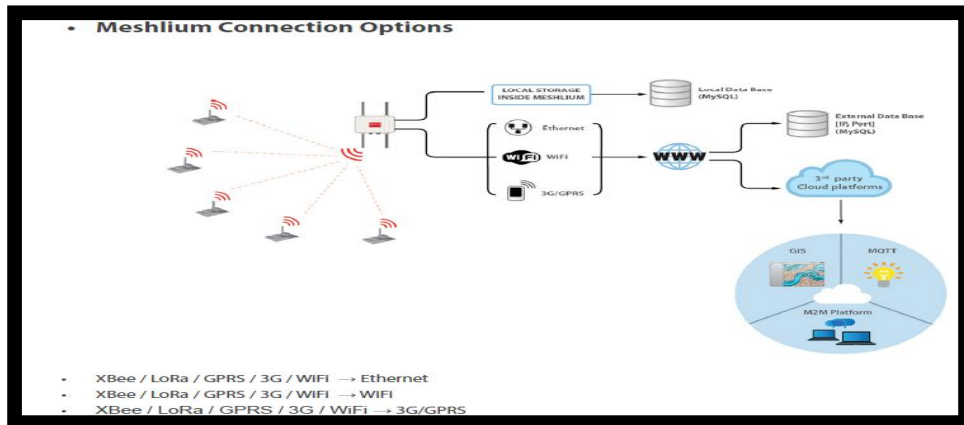 • Meshlium Connection Options
LOCAL STORAGE
INSIDE MESHLIUM
Local Data Base
(MySQL)
Ethernet
WiFi
WiFi
3G/GPRS
WWW
External Data Base
[IP, Port]
(MySQL)
3rd party
Cloud platforms
GIS
MQTT
M2M Platform
• XBee / LoRa / GPRS / 3G / WIFI → Ethernet
• XBee / LoRa / GPRS / 3G / WIFI → WIFI
• XBee / LoRa / GPRS / 3G / WiFi → 3G/GPRS